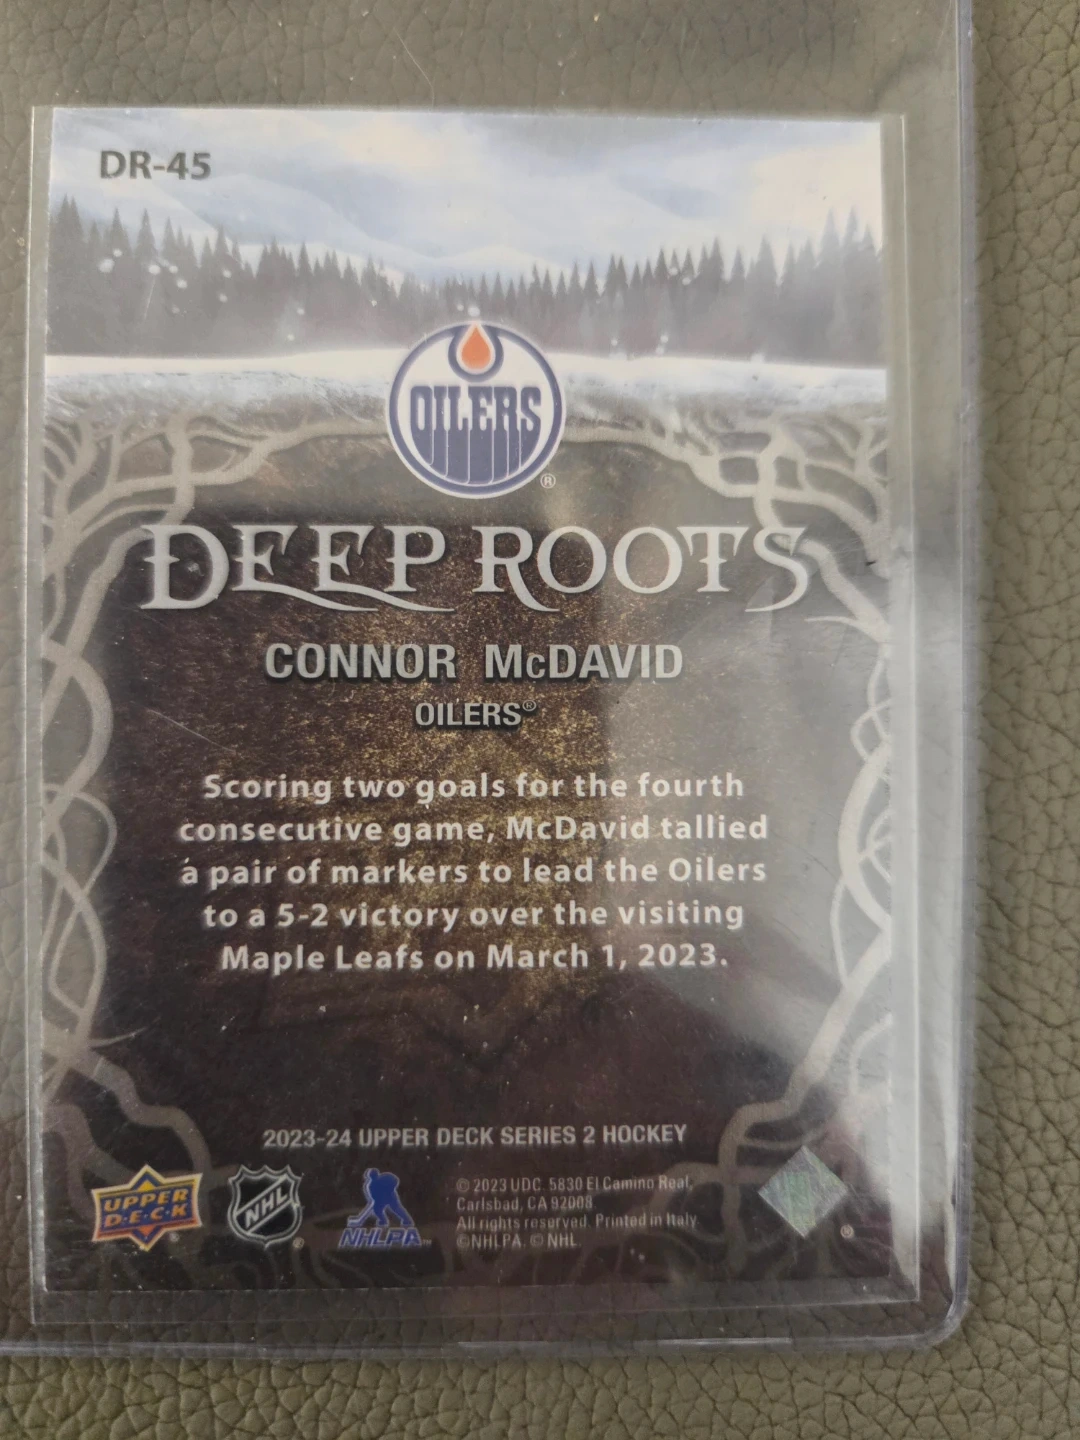 DR-45
OILERS
®
DEEP ROOTS
CONNOR McDAVID
OILERS®
Scoring two goals for the fourth
consecutive game, McDavid tallied
a pair of markers to lead the Oilers
to a 5-2 victory over the visiting
Maple Leafs on March 1, 2023.
2023-24 UPPER DECK SERIES 2 HOCKEY
UPPER
D·E·C·K
NHL
NHLPA™
© 2023 UDC. 5830 El Camino Real,
Carlsbad, CA 92008
All rights reserved. Printed in Italy
©NHLPA. © NHL.
®